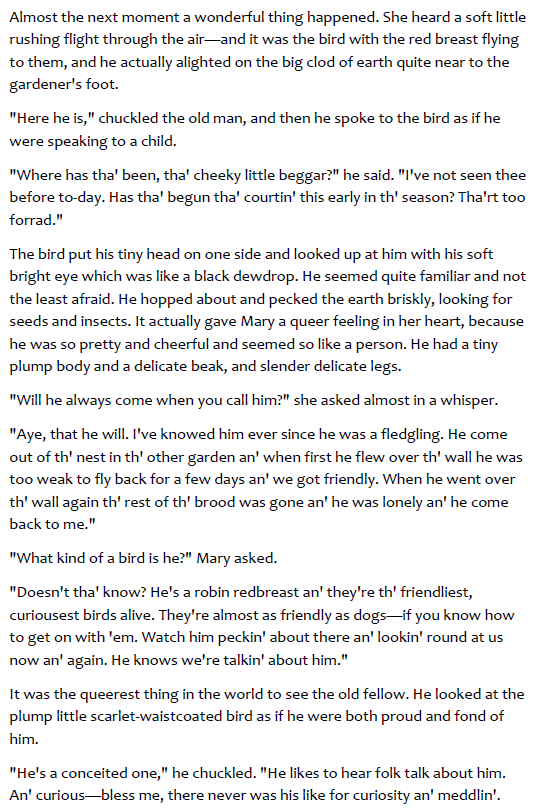 Almost the next moment a wonderful thing happened. She heard a soft little
rushing flight through the air—and it was the bird with the red breast flying
to them, and he actually alighted on the big clod of earth quite near to the
gardener's foot.
"Here he is," chuckled the old man, and then he spoke to the bird as if he
were speaking to a child.
"Where has tha' been, tha' cheeky little beggar?" he said. "I've not seen thee
before to-day. Has tha' begun tha' courtin' this early in th' season? Tha'rt too
forrad."
The bird put his tiny head on one side and looked up at him with his soft
bright eye which was like a black dewdrop. He seemed quite familiar and not
the least afraid. He hopped about and pecked the earth briskly, looking for
seeds and insects. It actually gave Mary a queer feeling in her heart, because
he was so pretty and cheerful and seemed so like a person. He had a tiny
plump body and a delicate beak, and slender delicate legs.
"Will he always come when you call him?" she asked almost in a whisper.
"Aye, that he will. I've knowed him ever since he was a fledgling. He come
out of th' nest in th' other garden an' when first he flew over th' wall he was
too weak to fly back for a few days an' we got friendly. When he went over
th' wall again th' rest of th' brood was gone an' he was lonely an' he come
back to me."
"What kind of a bird is he?" Mary asked.
"Doesn't tha' know? He's a robin redbreast an' they're th' friendliest,
curiousest birds alive. They're almost as friendly as dogs—if you know how
to get on with 'em. Watch him peckin' about there an' lookin' round at us
now an' again. He knows we're talkin' about him."
It was the queerest thing in the world to see the old fellow. He looked at the
plump little scarlet-waistcoated bird as if he were both proud and fond of
him.
"He's a conceited one," he chuckled. "He likes to hear folk talk about him.
An' curious—bless me, there never was his like for curiosity an' meddlin'.